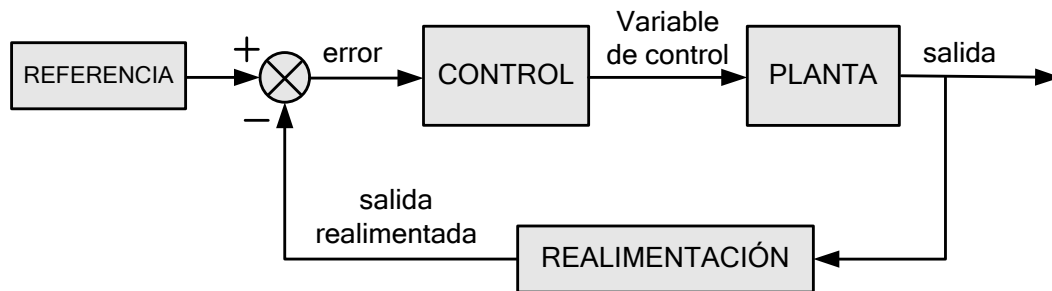 REFERENCIA
+
−
error
CONTROL
Variable
de control
PLANTA
salida
salida
realimentada
REALIMENTACIÓN